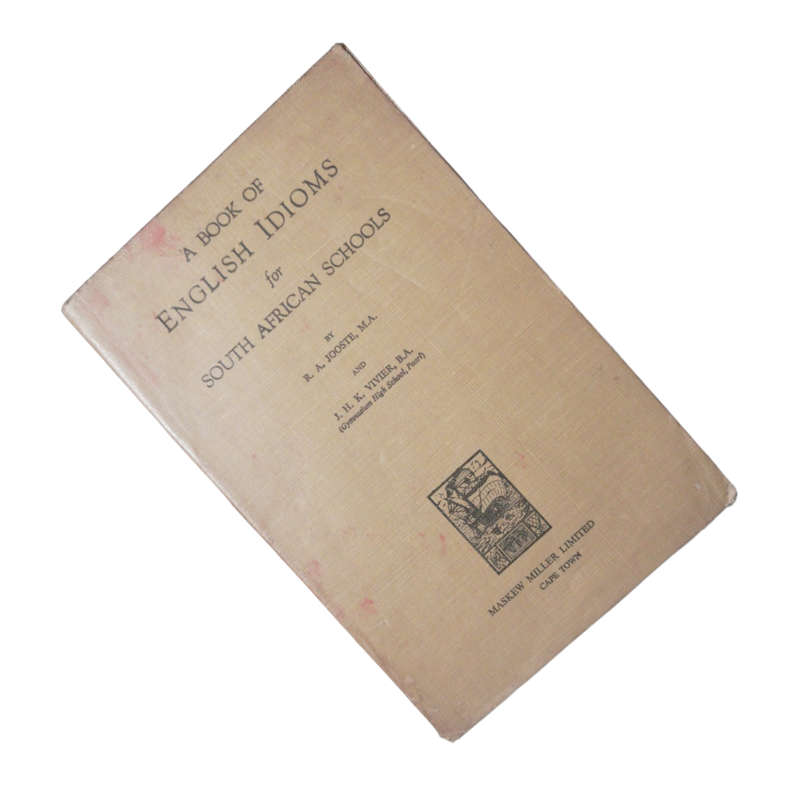 A BOOK OF
ENGLISH IDIOMS
for
SOUTH AFRICAN SCHOOLS
BY
R. A. JOOSTE, M.A.
AND
J. H. K. VIVIER, B.A.
(Gymnasium High School, Paarl)
MASKEW MILLER LIMITED
CAPE TOWN